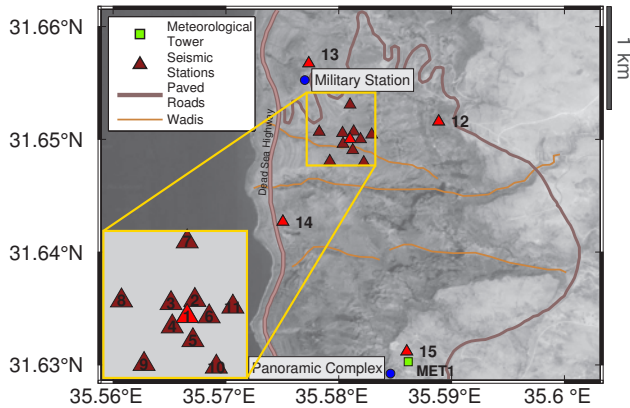 31.66°N
31.65°N
31.64°N
31.63°N
Meteorological
Tower
Seismic
Stations
Paved
Roads
Wadis
13
Military Station
1 km
12
Dead Sea Highway
14
7
8
3
2
11
1
6
4
5
9
10
15
Panoramic Complex
MET1
35.56°E
35.57°E
35.58°E
35.59°E
35.6°E